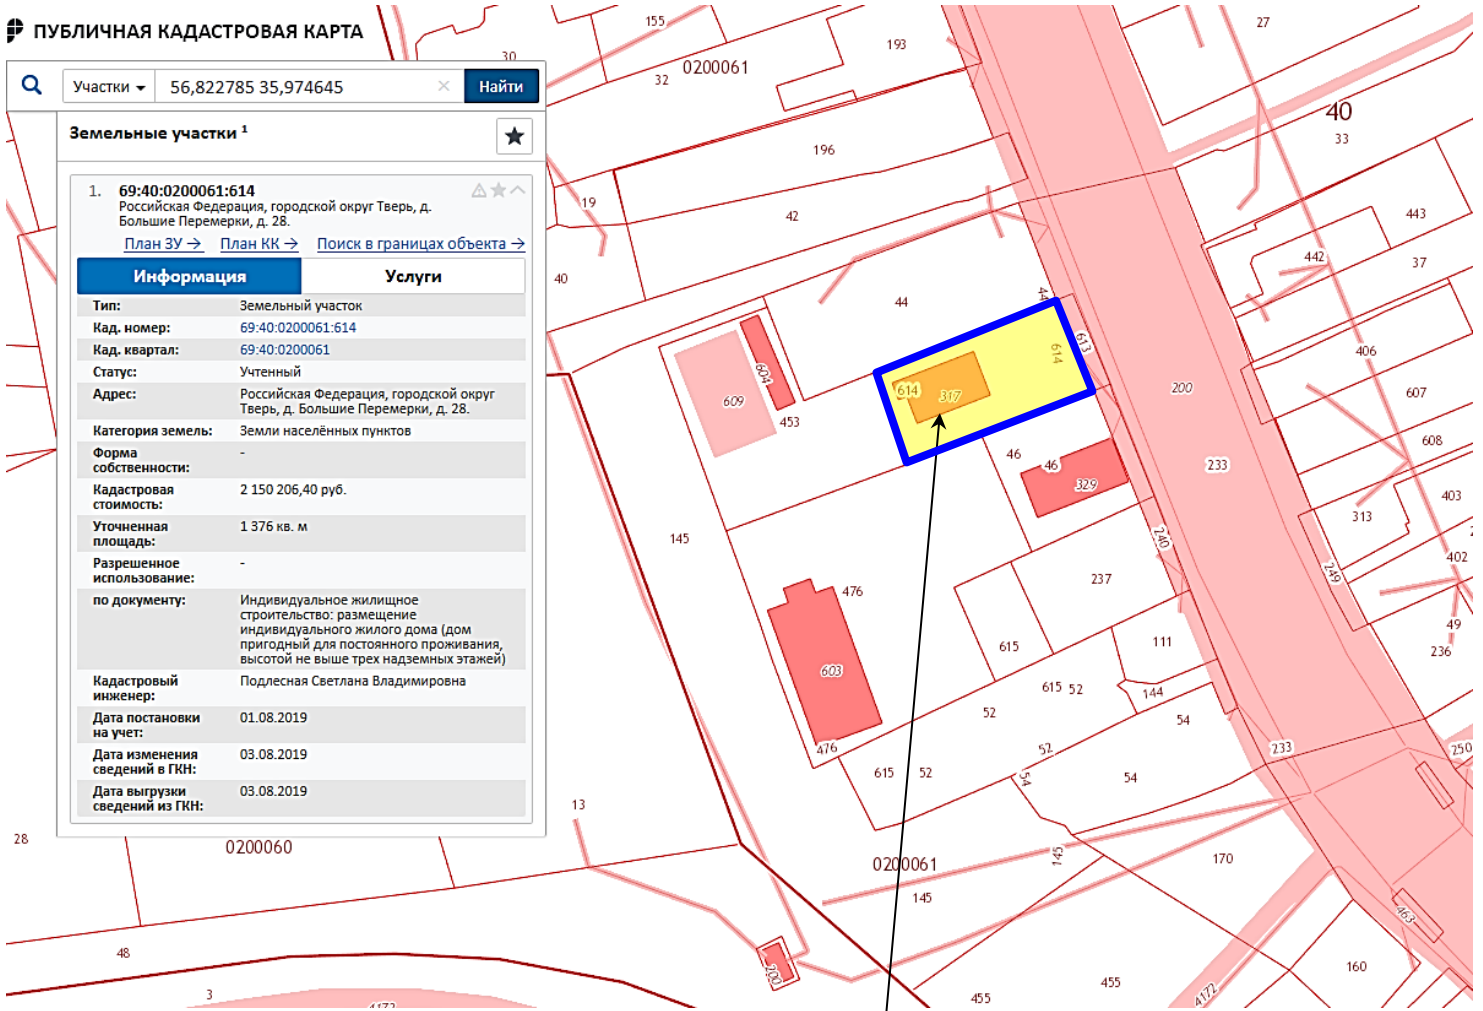 ПУБЛИЧНАЯ КАДАСТРОВАЯ КАРТА
Участки
56,822785 35,974645
×
Найти
Земельные участки ¹
1.
69:40:0200061:614
Российская Федерация, городской округ Тверь, д.
Большие Перемерки, д. 28.
План ЗУ →
План КК →
Поиск в границах объекта →
Информация
Услуги
Тип: Земельный участок
Кад. номер: 69:40:0200061:614
Кад. квартал: 69:40:0200061
Статус: Учтенный
Адрес: Российская Федерация, городской округ
Тверь, д. Большие Перемерки, д. 28.
Категория земель: Земли населённых пунктов
Форма
собственности:
-
Кадастровая
стоимость:
2 150 206,40 руб.
Уточненная
площадь:
1 376 кв. м
Разрешенное
использование:
-
по документу: Индивидуальное жилищное
строительство: размещение
индивидуального жилого дома (дом
пригодный для постоянного проживания,
высотой не выше трех надземных этажей)
Кадастровый
инженер:
Подлесная Светлана Владимировна
Дата постановки
на учет:
01.08.2019
Дата изменения
сведений в ГКН:
03.08.2019
Дата выгрузки
сведений из ГКН:
03.08.2019
155
27
193
30
0200061
32
40
33
196
19
42
443
442
37
40
44
44
613
614
406
604
614
317
200
607
609
453
608
46
46
233
329
403
313
145
240
402
249
237
476
49
615
111
236
603
615
52
144
52
54
476
52
233
250
615
52
54
54
13
28
0200060
0200061
145
170
145
463
48
200
160
3
455
455
4172
4172